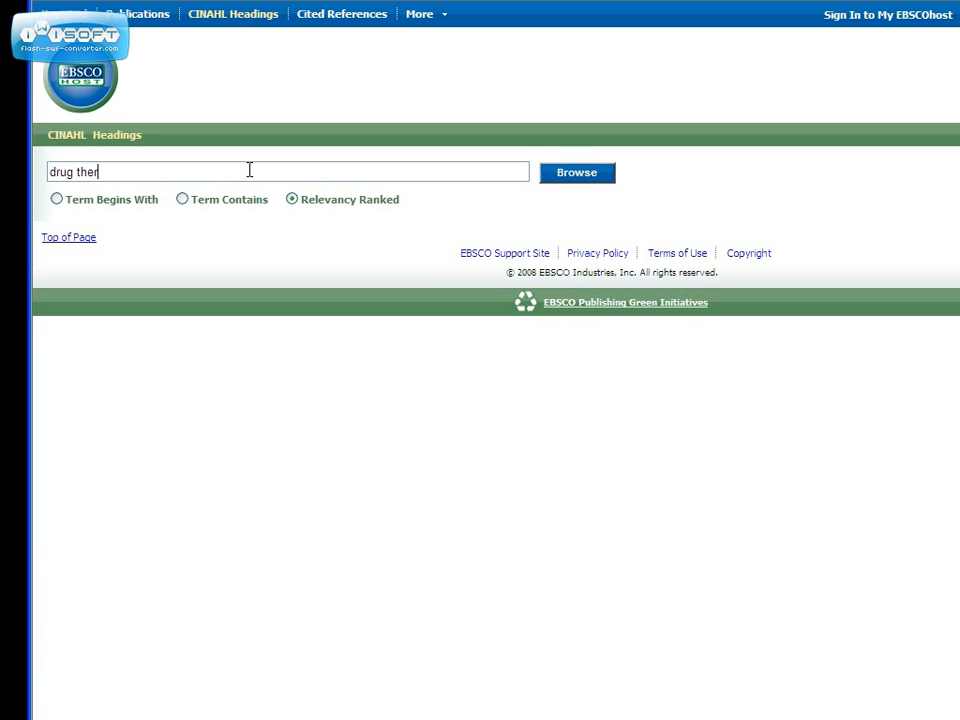 Publications CINAHL Headings Cited References More Sign In to My EBSCOhost
iWiSOFT
flash-swf-converter.com
EBSCO
HOST
CINAHL Headings
drug ther
Browse
Term Begins With Term Contains Relevancy Ranked
Top of Page
EBSCO Support Site Privacy Policy Terms of Use Copyright
© 2008 EBSCO Industries, Inc. All rights reserved.
EBSCO Publishing Green Initiatives